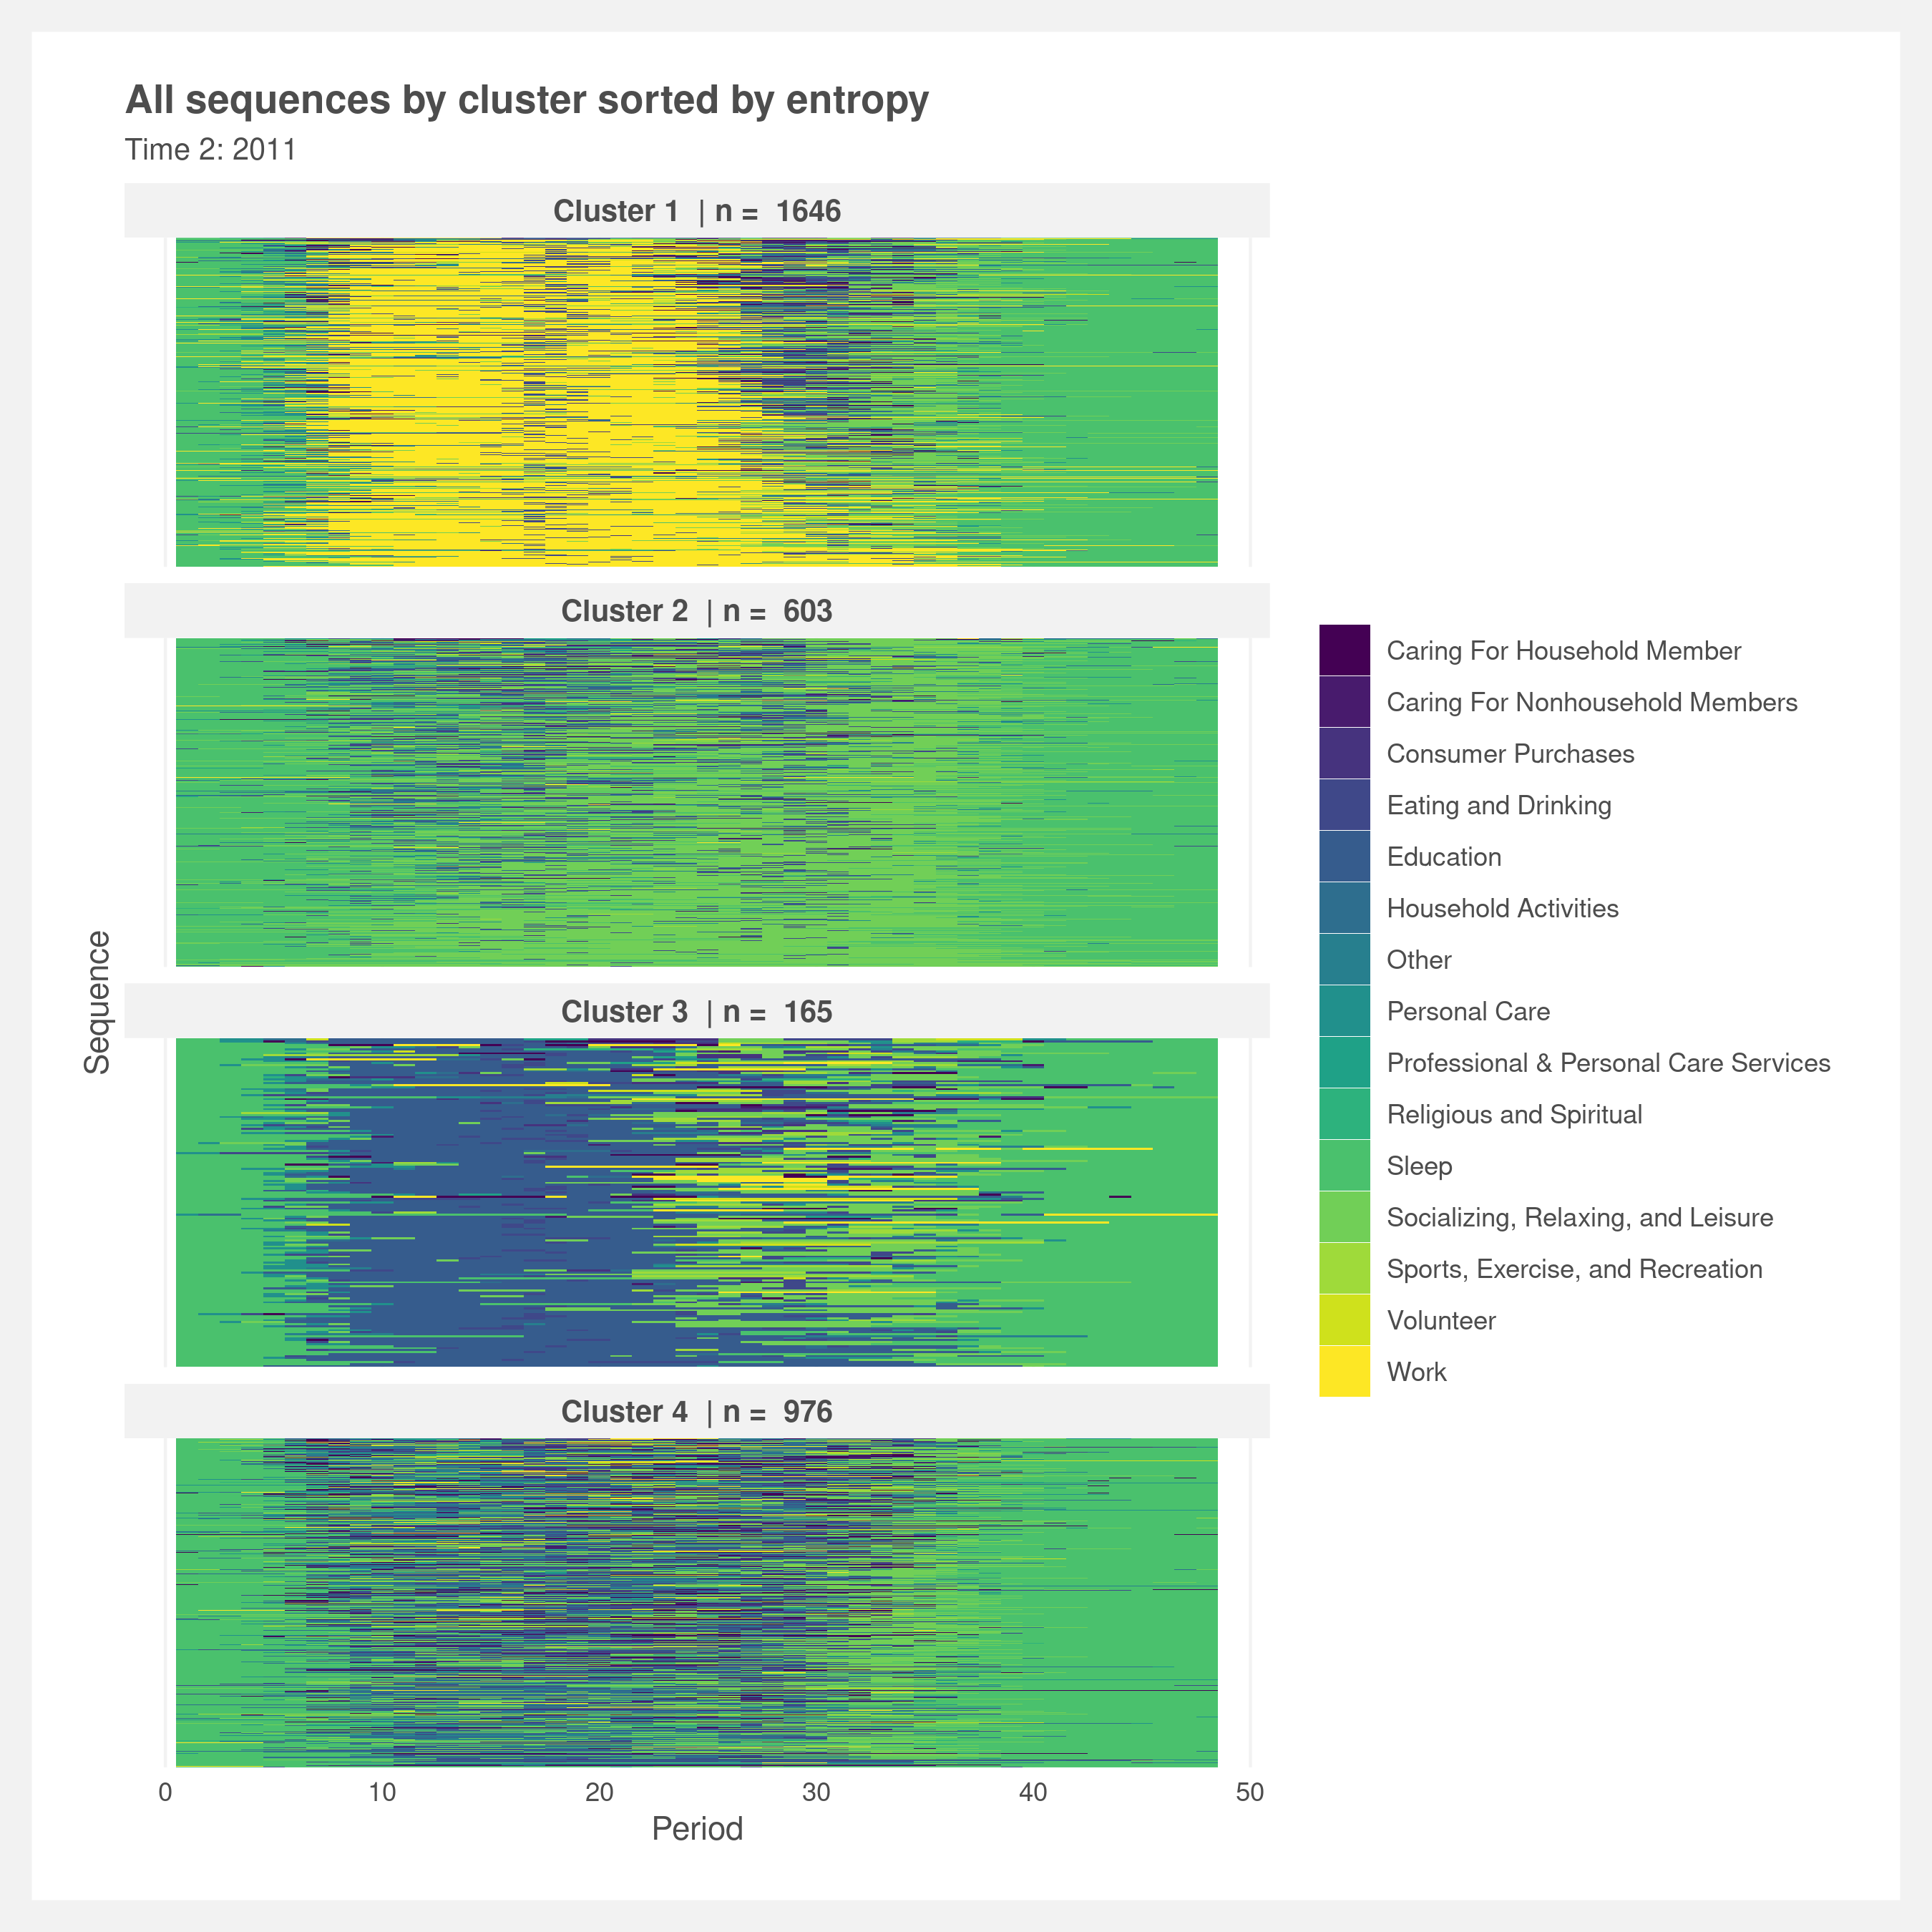 All sequences by cluster sorted by entropy
Time 2: 2011
Cluster 1 | n = 1646
Cluster 2 | n = 603
Cluster 3 | n = 165
Cluster 4 | n = 976
Sequence
0 10 20 30 40 50
Period
Caring For Household Member
Caring For Nonhousehold Members
Consumer Purchases
Eating and Drinking
Education
Household Activities
Other
Personal Care
Professional & Personal Care Services
Religious and Spiritual
Sleep
Socializing, Relaxing, and Leisure
Sports, Exercise, and Recreation
Volunteer
Work